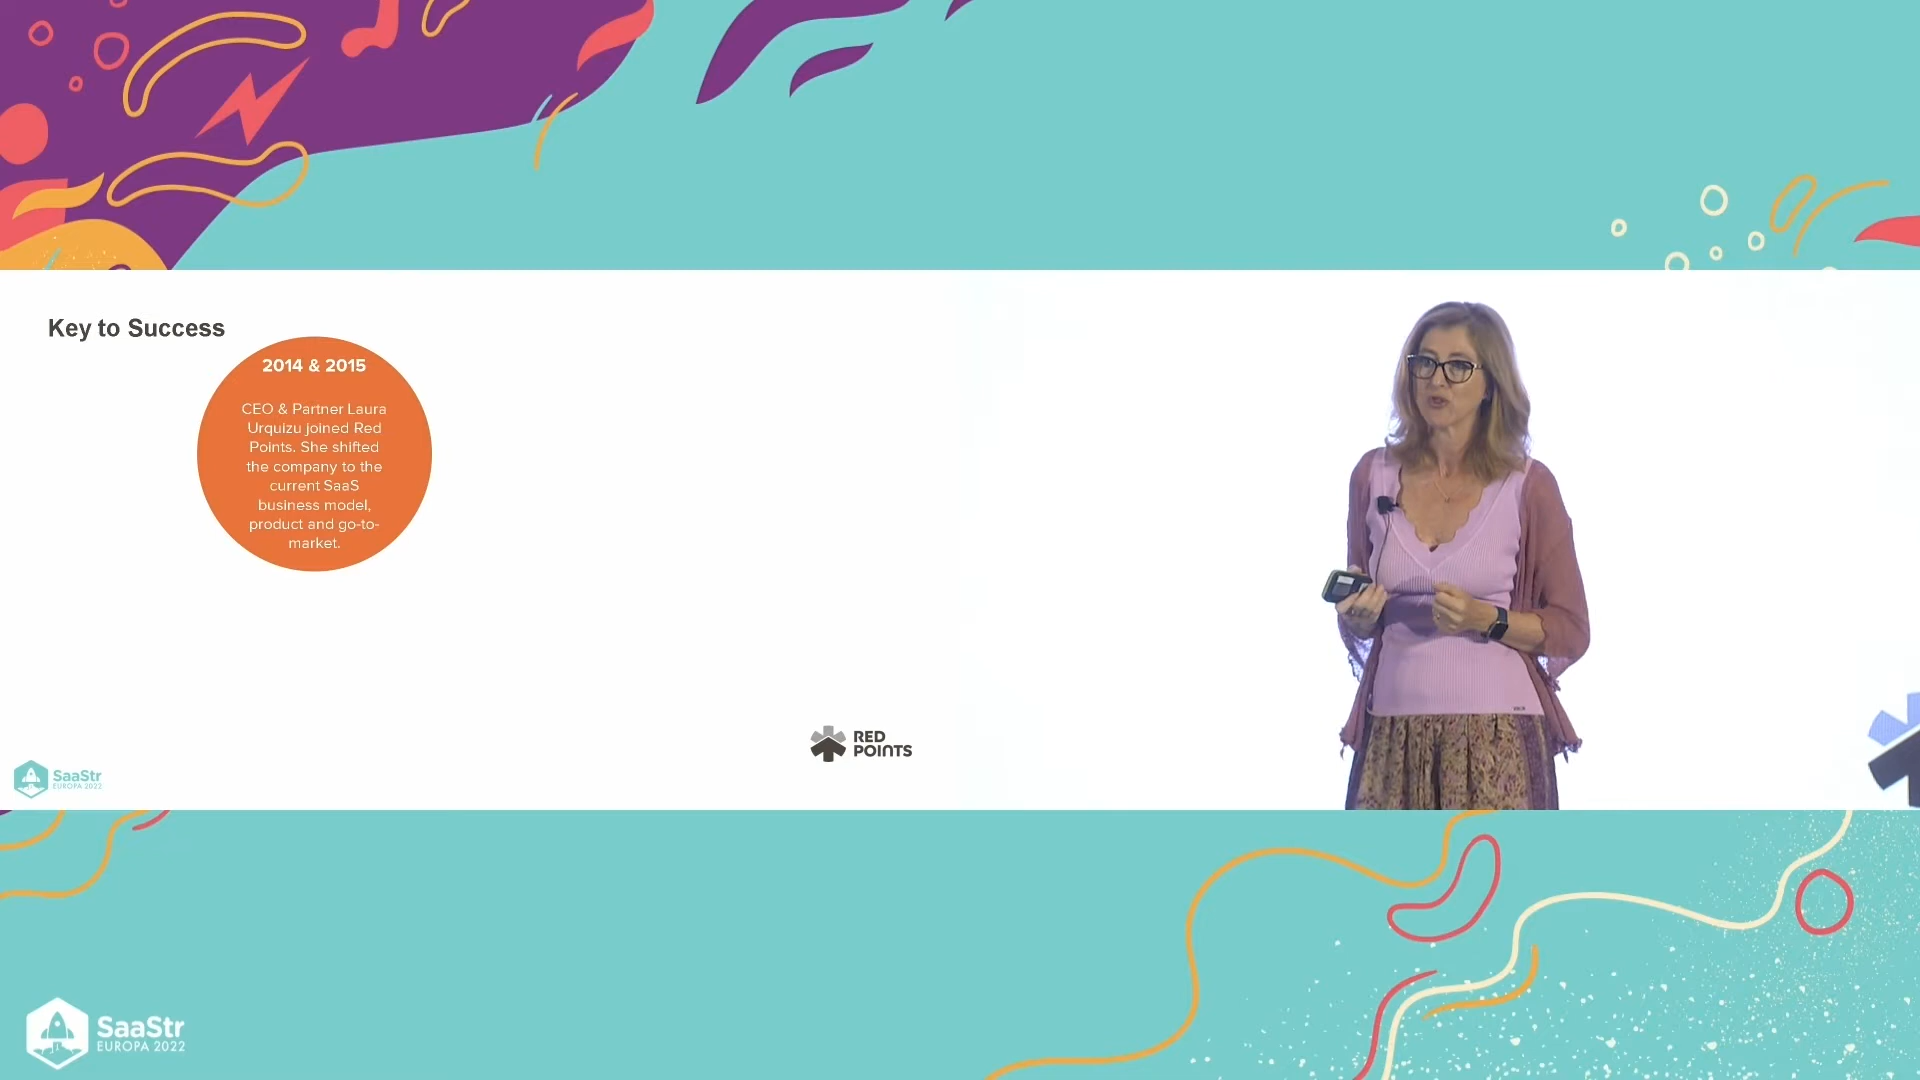 Key to Success
2014 & 2015
CEO & Partner Laura
Urquizu joined Red
Points. She shifted
the company to the
current SaaS
business model,
product and go-to-
market.
RED
POINTS
SaaStr
EUROPA 2022
SaaStr
EUROPA 2022